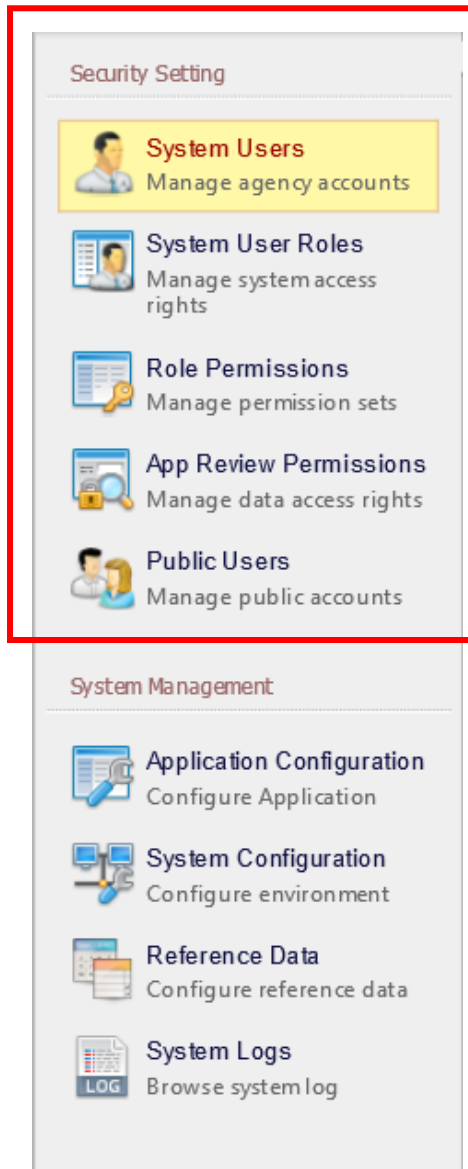 Security Setting
System Users
Manage agency accounts
System User Roles
Manage system access
rights
Role Permissions
Manage permission sets
App Review Permissions
Manage data access rights
Public Users
Manage public accounts
System Management
Application Configuration
Configure Application
System Configuration
Configure environment
Reference Data
Configure reference data
System Logs
Browse system log
LOG